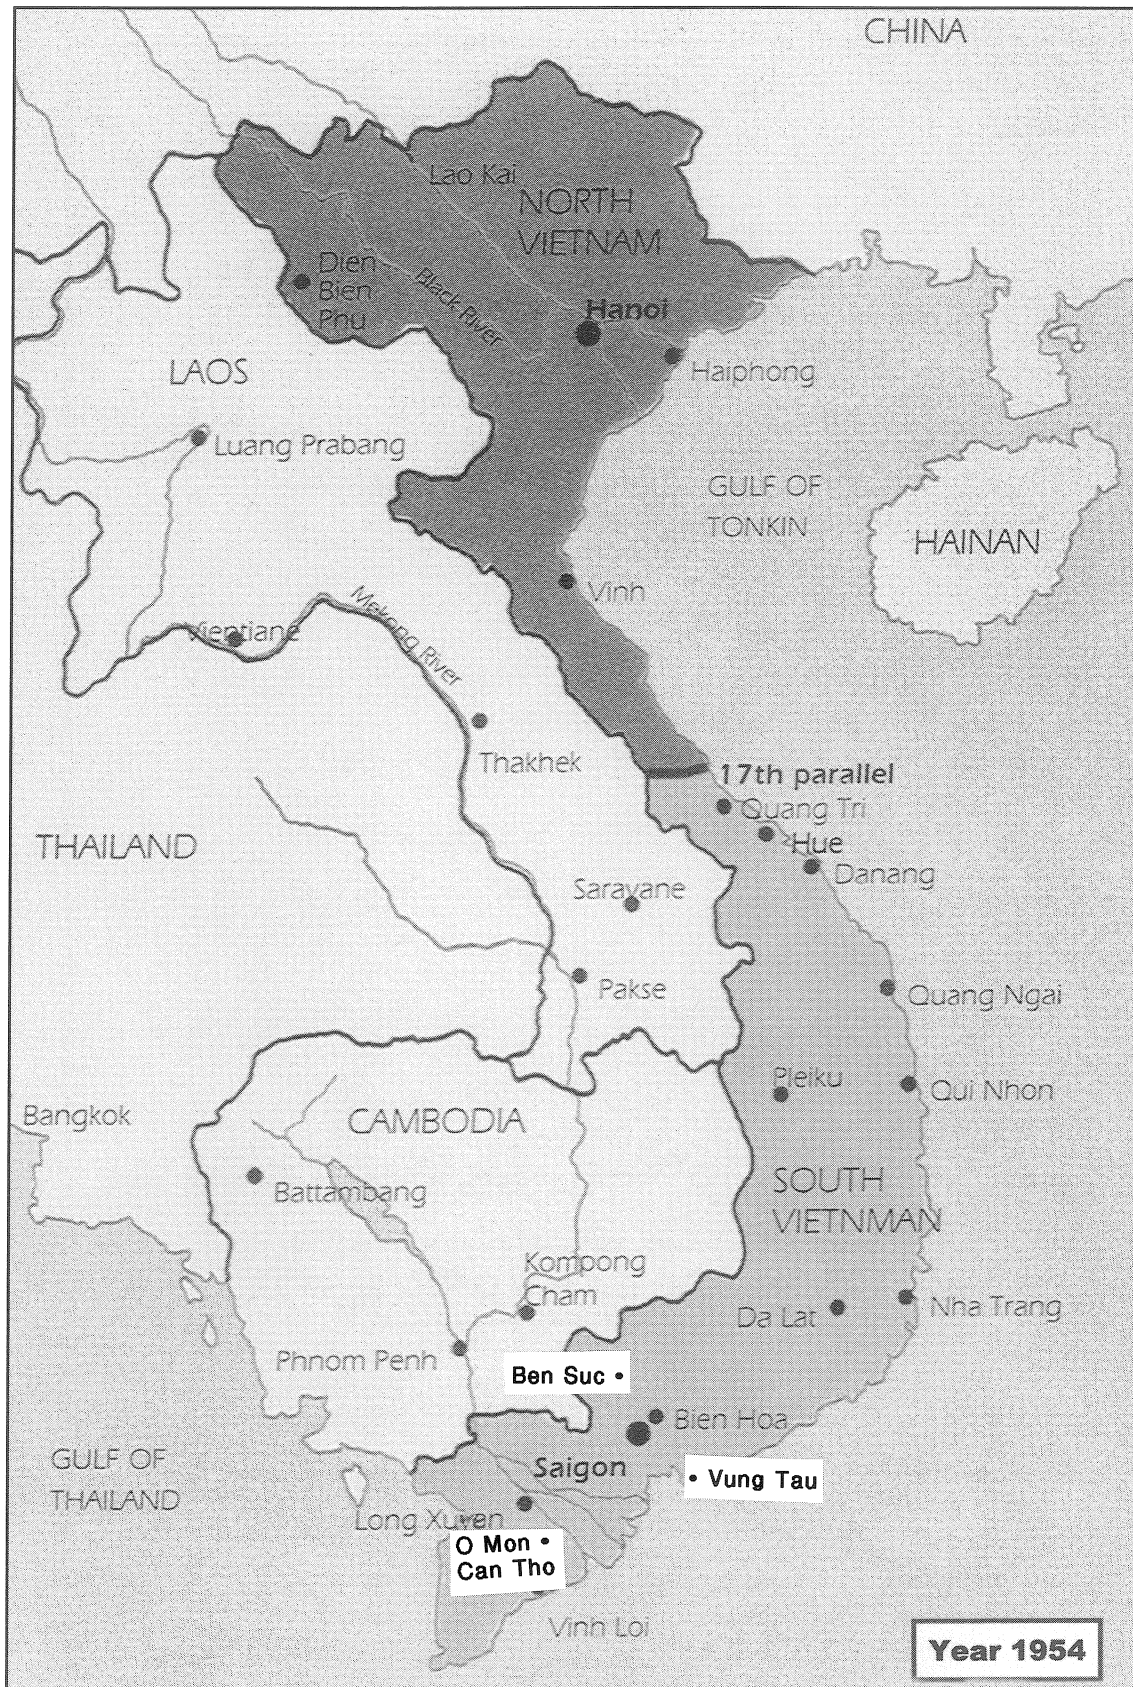 CHINA
Lao Kai
NORTH
VIETNAM
Dien
Bien
Phu
Black River
Hanoi
Haiphong
LAOS
Luang Prabang
GULF OF
TONKIN
HAINAN
Vinh
Mekong River
Vientiane
Thakhek
17th parallel
Quang Tri
Hue
Danang
THAILAND
Saravane
Pakse
Quang Ngai
Pleiku
Qui Nhon
Bangkok
CAMBODIA
Battambang
SOUTH
VIETNMAN
Kompong
Cham
Da Lat
Nha Trang
Phnom Penh
Ben Suc
Bien Hoa
GULF OF
THAILAND
Saigon
Vung Tau
Long Xuyen
O Mon
Can Tho
Vinh Loi
Year 1954